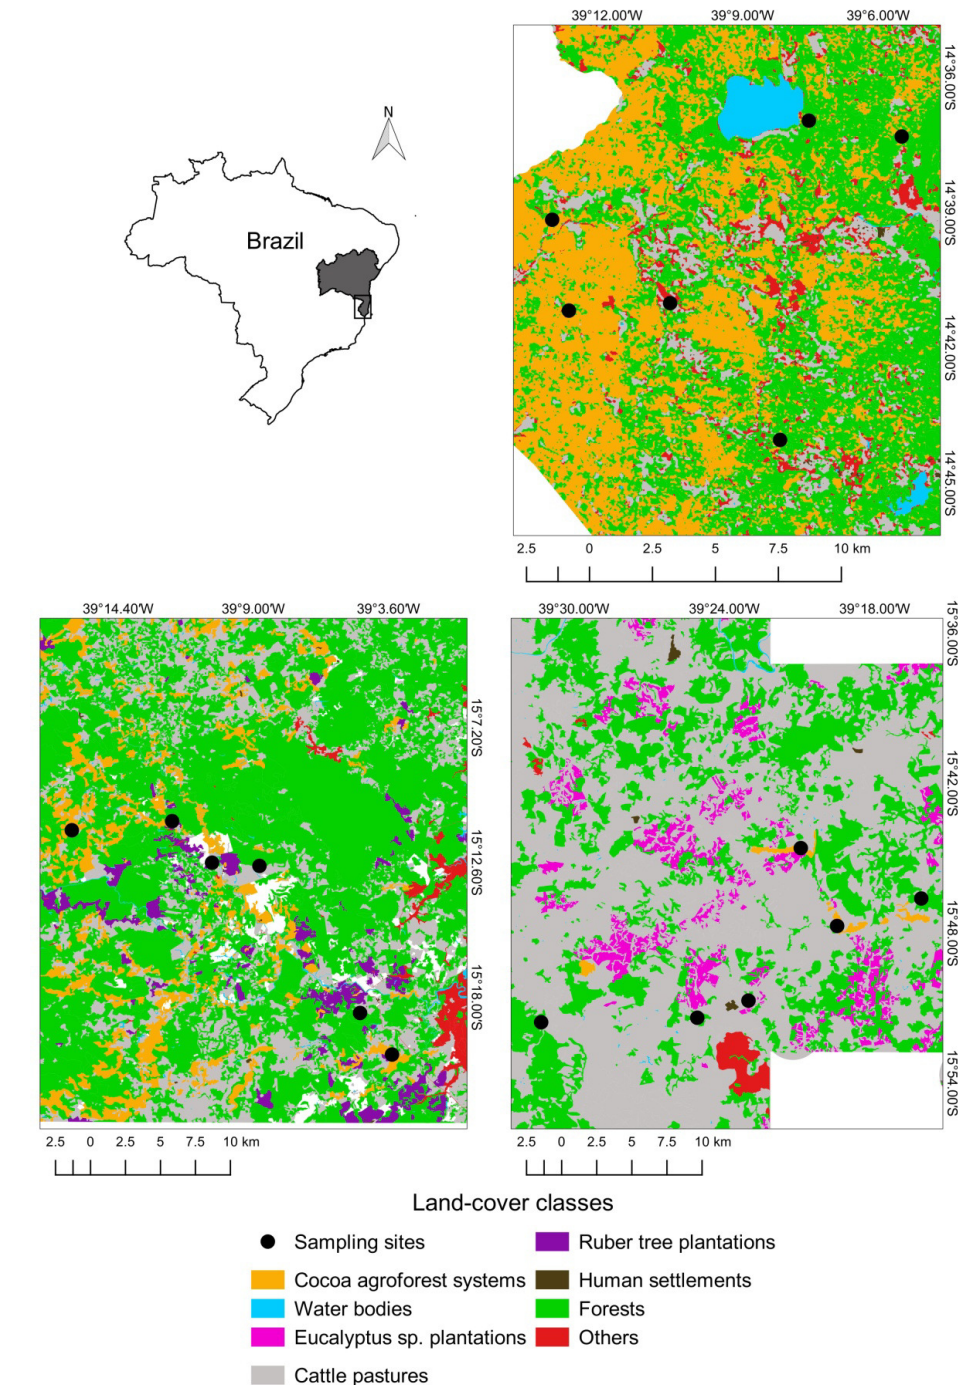 39°12.00'W 39°9.00'W 39°6.00'W
14°36.00'S
14°39.00'S
14°42.00'S
14°45.00'S
N
Brazil
2.5 0 2.5 5 7.5 10 km
39°14.40'W 39°9.00'W 39°3.60'W
15°7.20'S
15°12.60'S
15°18.00'S
2.5 0 2.5 5 7.5 10 km
39°30.00'W 39°24.00'W 39°18.00'W
15°36.00'S
15°42.00'S
15°48.00'S
15°54.00'S
2.5 0 2.5 5 7.5 10 km
Land-cover classes
Sampling sites
Ruber tree plantations
Cocoa agroforest systems
Human settlements
Water bodies
Forests
Eucalyptus sp. plantations
Others
Cattle pastures